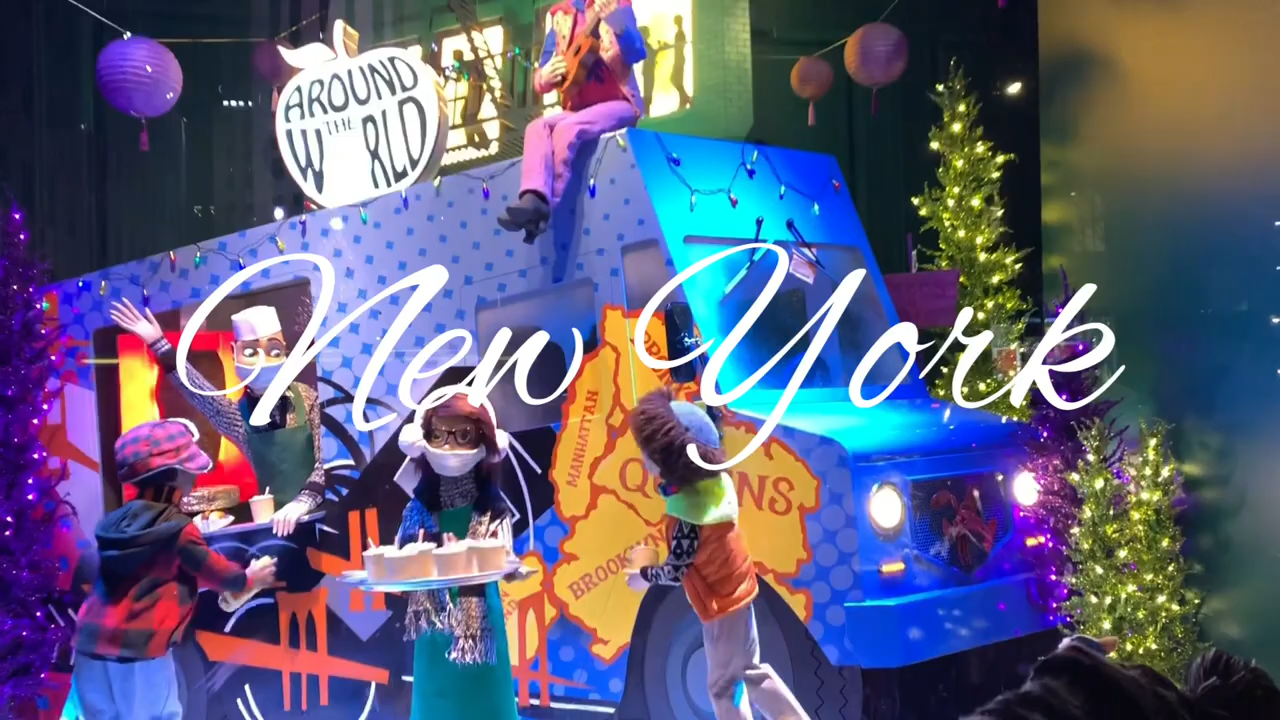 AROUND
THE
W RLD
New York
MANHATTAN
QUEENS
BROOKLYN